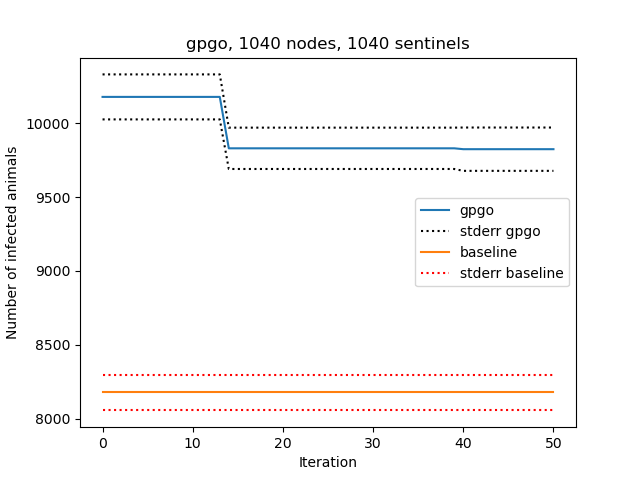 gpgo, 1040 nodes, 1040 sentinels
Number of infected animals
10000
9500
9000
8500
8000
gpgo
stderr gpgo
baseline
stderr baseline
0 10 20 30 40 50
Iteration